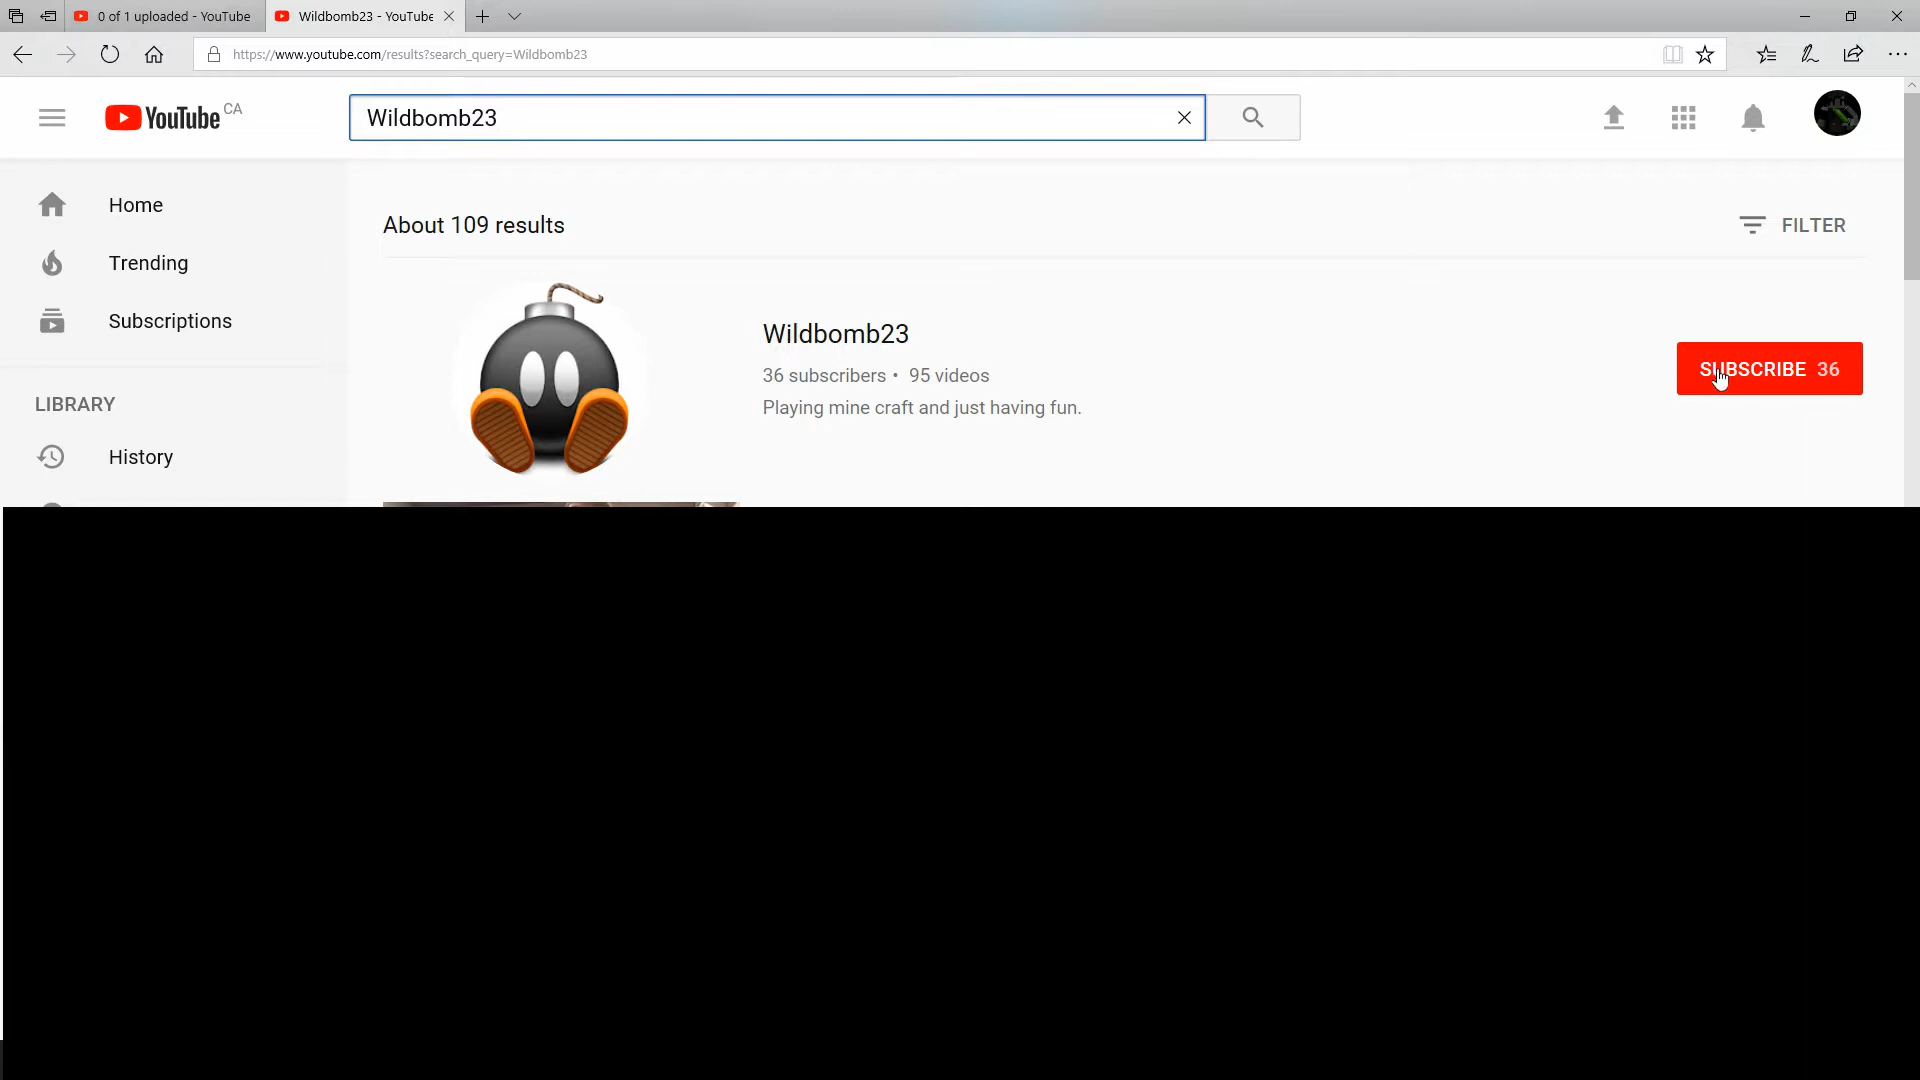 0 of 1 uploaded - YouTube
Wildbomb23 - YouTube
https://www.youtube.com/results?search_query=Wildbomb23
YouTube CA
Wildbomb23
Home
Trending
Subscriptions
LIBRARY
History
About 109 results
FILTER
Wildbomb23
36 subscribers • 95 videos
Playing mine craft and just having fun.
SUBSCRIBE 36